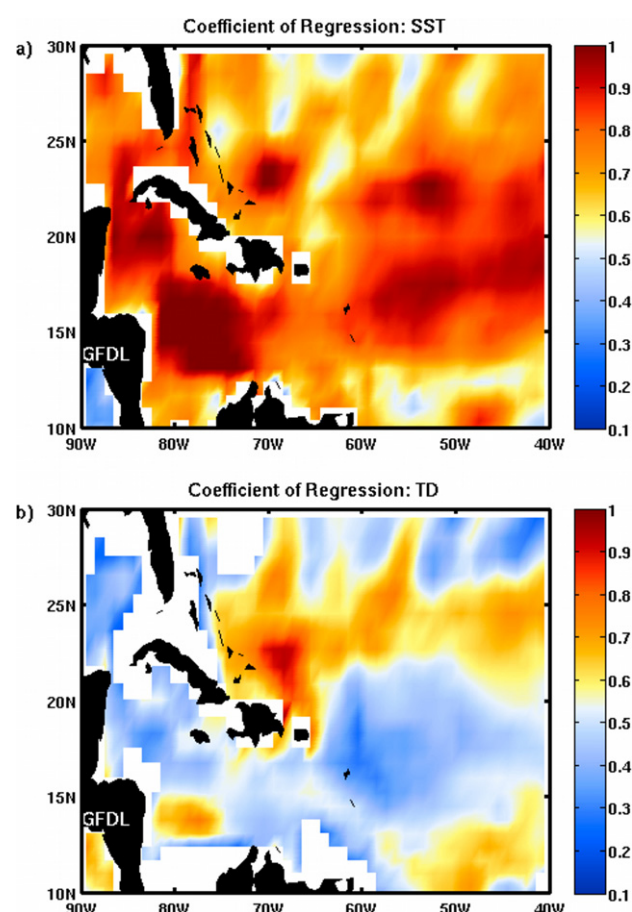 Coefficient of Regression: SST
a)
30N
25N
20N
15N
10N
GFDL
90W 80W 70W 60W 50W 40W
1
0.9
0.8
0.7
0.6
0.5
0.4
0.3
0.2
0.1
Coefficient of Regression: TD
b)
30N
25N
20N
15N
10N
GFDL
90W 80W 70W 60W 50W 40W
1
0.9
0.8
0.7
0.6
0.5
0.4
0.3
0.2
0.1